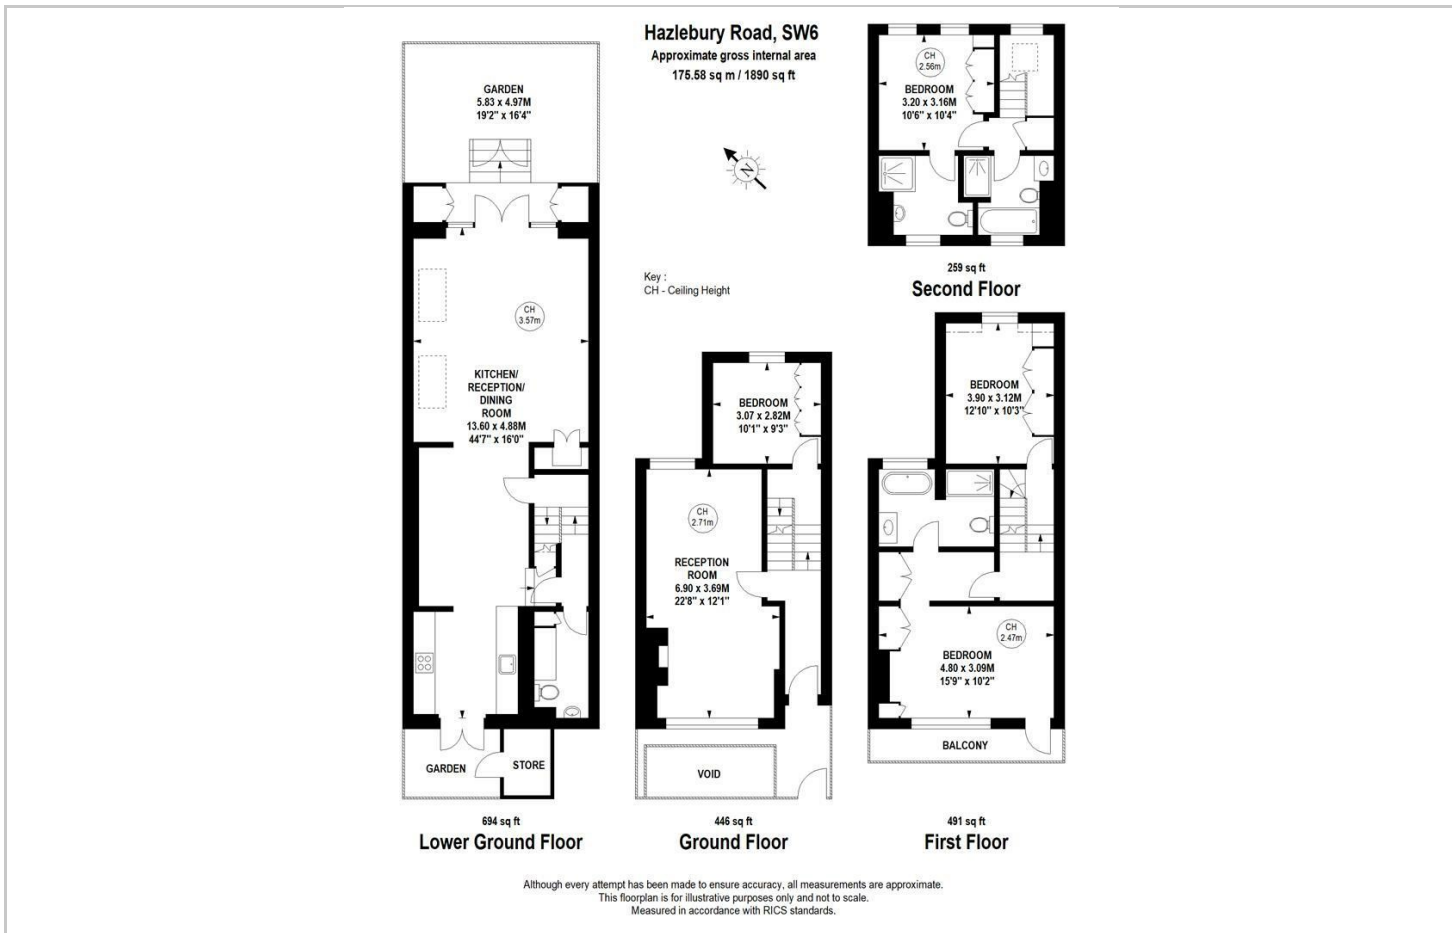 Hazlebury Road, SW6
Approximate gross internal area
175.58 sq m / 1890 sq ft
N
Key :
CH - Ceiling Height
GARDEN
5.83 x 4.97M
19'2" x 16'4"
CH
3.57m
KITCHEN/
RECEPTION/
DINING
ROOM
13.60 x 4.88M
44'7" x 16'0"
GARDEN
STORE
694 sq ft
Lower Ground Floor
BEDROOM
3.07 x 2.82M
10'1" x 9'3"
CH
2.71m
RECEPTION
ROOM
6.90 x 3.69M
22'8" x 12'1"
VOID
446 sq ft
Ground Floor
CH
2.56m
BEDROOM
3.20 x 3.16M
10'6" x 10'4"
259 sq ft
Second Floor
BEDROOM
3.90 x 3.12M
12'10" x 10'3"
CH
2.47m
BEDROOM
4.80 x 3.09M
15'9" x 10'2"
BALCONY
491 sq ft
First Floor
Although every attempt has been made to ensure accuracy, all measurements are approximate.
This floorplan is for illustrative purposes only and not to scale.
Measured in accordance with RICS standards.